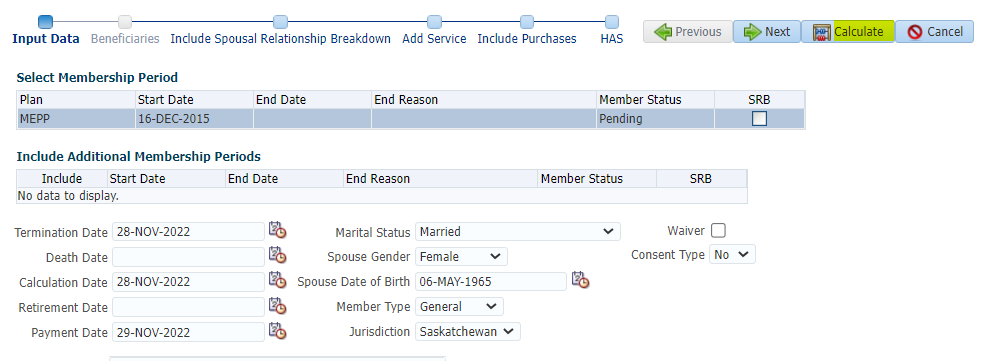 Input Data Beneficiaries Include Spousal Relationship Breakdown Add Service Include Purchases HAS Previous Next Calculate Cancel
Select Membership Period
Plan Start Date End Date End Reason Member Status SRB
MEPP 16-DEC-2015 Pending
Include Additional Membership Periods
Include Start Date End Date End Reason Member Status SRB
No data to display.
Termination Date 28-NOV-2022 Marital Status Married Waiver
Death Date Spouse Gender Female Consent Type No
Calculation Date 28-NOV-2022 Spouse Date of Birth 06-MAY-1965
Retirement Date Member Type General
Payment Date 29-NOV-2022 Jurisdiction Saskatchewan